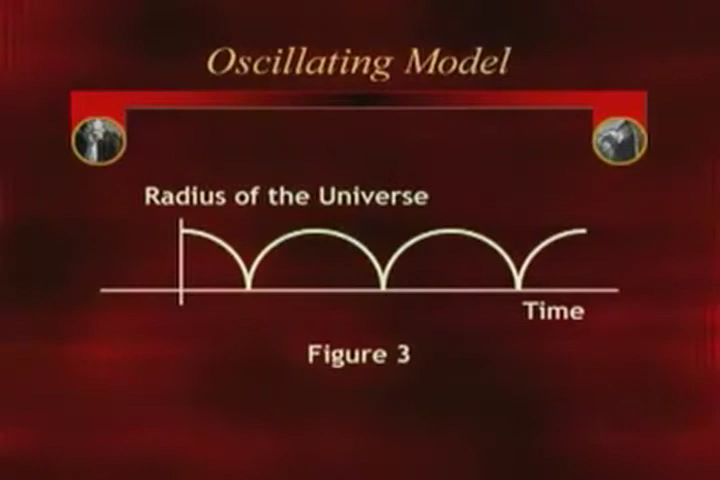 Oscillating Model
Radius of the Universe
Time
Figure 3